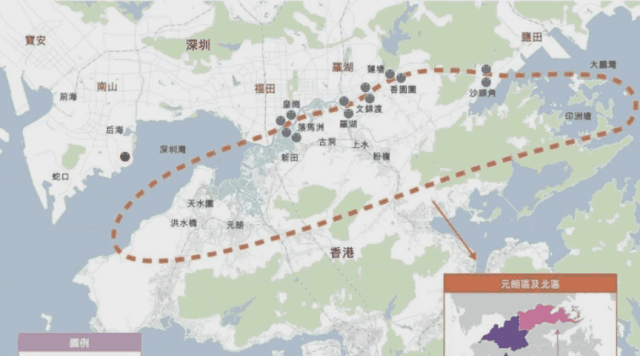 寶安
深圳
鹽田
羅湖
蓮塘
大鵬灣
南山
福田
香園圍
沙頭角
前海
皇崗
文錦渡
印洲塘
后海
落馬洲
羅湖
深圳灣
古洞
上水
新田
粉嶺
蛇口
天水圍
洪水橋
元朗
香港
元朗區及北區
圖例